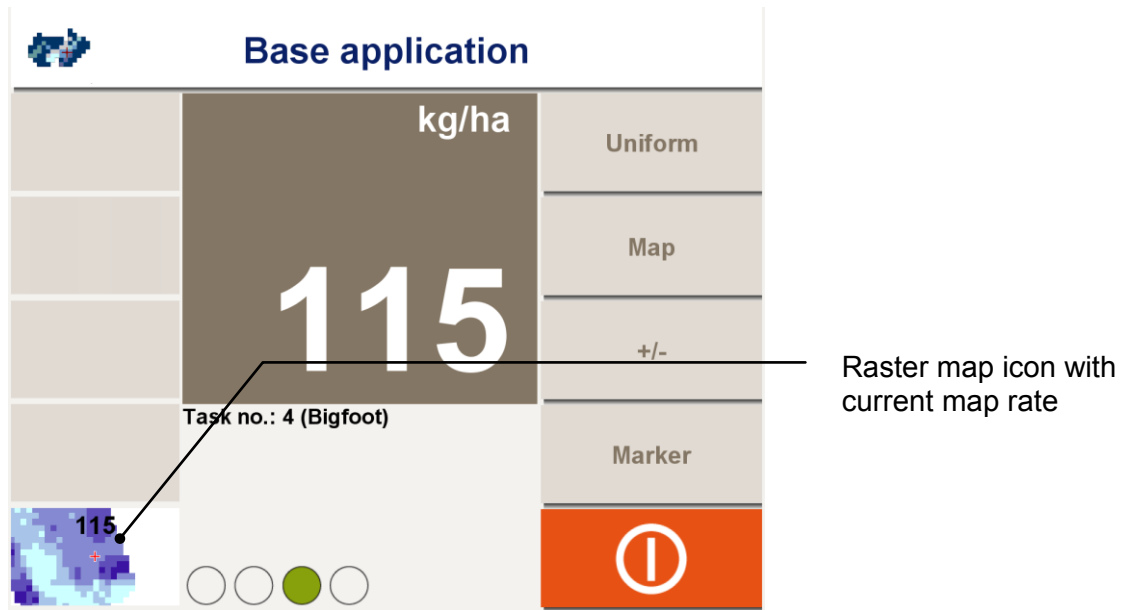 Base application
kg/ha
115
Uniform
Map
+/-
Marker
Task no.: 4 (Bigfoot)
115
Raster map icon with
current map rate